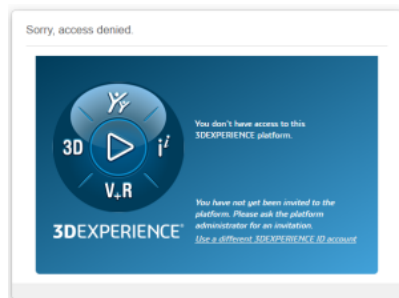 Sorry, access denied.
You don't have access to this
3DEXPERIENCE platform.
3D
i
V+R
You have not yet been invited to the
platform. Please ask the platform
administrator for an invitation.
3DEXPERIENCE
Use a different 3DEXPERIENCE ID account